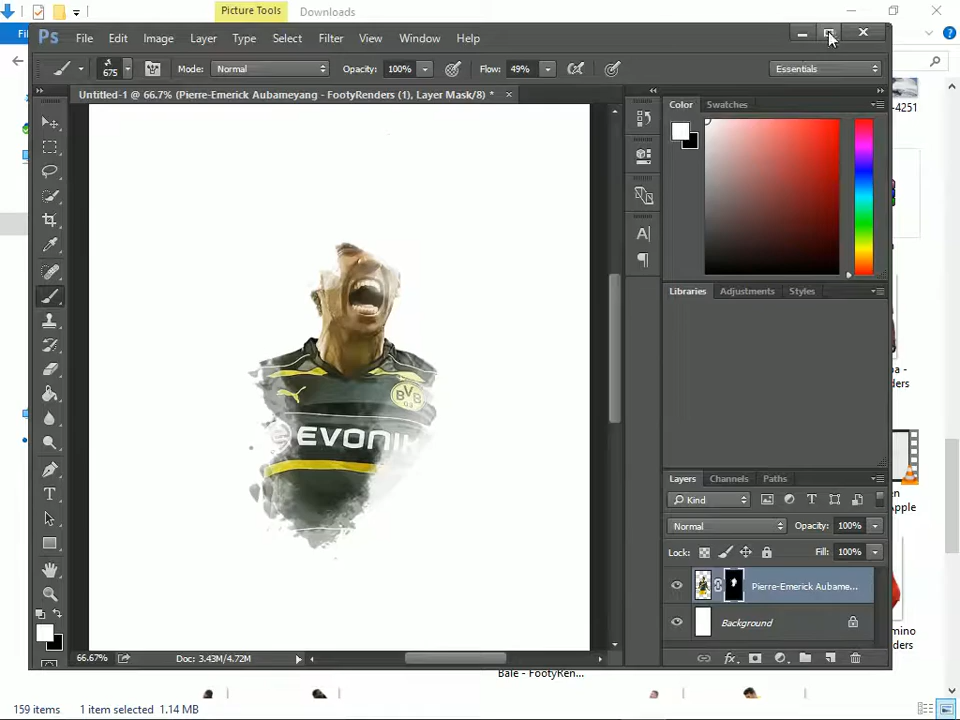 Picture Tools
Downloads
Ps File Edit Image Layer Type Select Filter View Window Help
675 Mode: Normal Opacity: 100% Flow: 49% Essentials
Untitled-1 @ 66.7% (Pierre-Emerick Aubameyang - FootyRenders (1), Layer Mask/8) *
Color Swatches
-4251
Libraries Adjustments Styles
EVONIK
BVB
09
Layers Channels Paths
Kind
Normal Opacity: 100%
Lock: Fill: 100%
Pierre-Emerick Aubame...
Background
66.67% Doc: 3.43M/4.72M
Bale - FootyRen...
159 items 1 item selected 1.14 MB